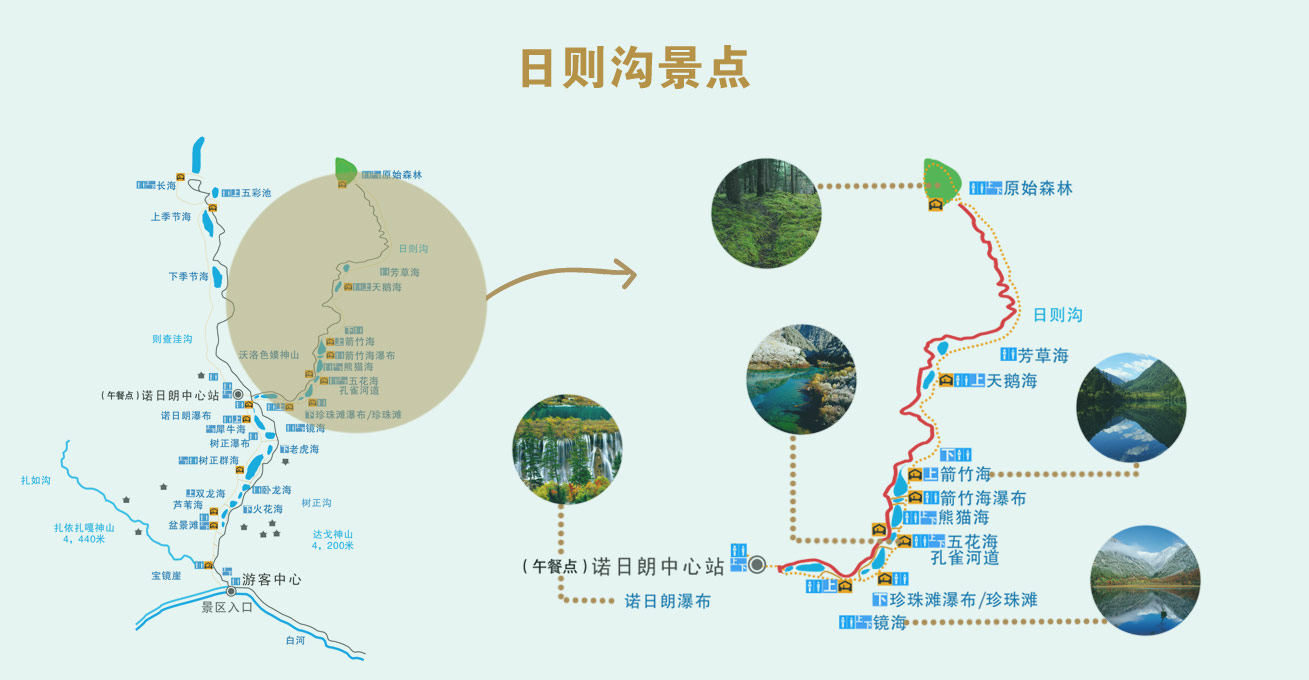 日则沟景点
原始森林
长海
五彩池
上季节海
日则沟
芳草海
下季节海
天鹅海
则查洼沟
箭竹海
沃洛色嫫神山
箭竹海瀑布
熊猫海
五花海
孔雀河道
(午餐点)诺日朗中心站
诺日朗瀑布
珍珠滩瀑布/珍珠滩
犀牛海
镜海
树正瀑布
老虎海
树正群海
扎如沟
双龙海
卧龙海
芦苇海
火花海
树正沟
盆景滩
扎依扎嘎神山
4，440米
达戈神山
4，200米
宝镜崖
游客中心
景区入口
白河
上下
原始森林
日则沟
芳草海
上
天鹅海
下
上
箭竹海
箭竹海瀑布
上下
熊猫海
上下
五花海
孔雀河道
(午餐点)诺日朗中心站
上下
上
诺日朗瀑布
下
珍珠滩瀑布/珍珠滩
上下
镜海